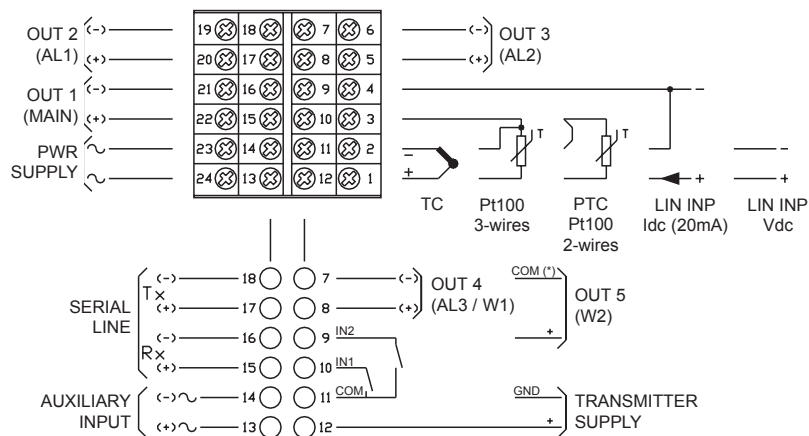 OUT 2 (-) 19 18 7 6 (-) OUT 3
(AL1) (+) 20 17 8 5 (+) (AL2)
OUT 1 (-) 21 16 9 4 -
(MAIN) (+) 22 15 10 3 T T
PWR 23 14 11 2 - -
SUPPLY 24 13 12 1 + + +
TC Pt100 PTC LIN INP LIN INP
3-wires Pt100 Idc (20mA) Vdc
2-wires
(-) 18 7 (-) OUT 4 COM (*) OUT 5
Tx
SERIAL (+) 17 8 (+) (AL3 / W1) (W2)
LINE (-) 16 9 IN2 +
Rx
(+) 15 10 IN1
AUXILIARY (-) 14 11 COM GND TRANSMITTER
INPUT (+) 13 12 + SUPPLY